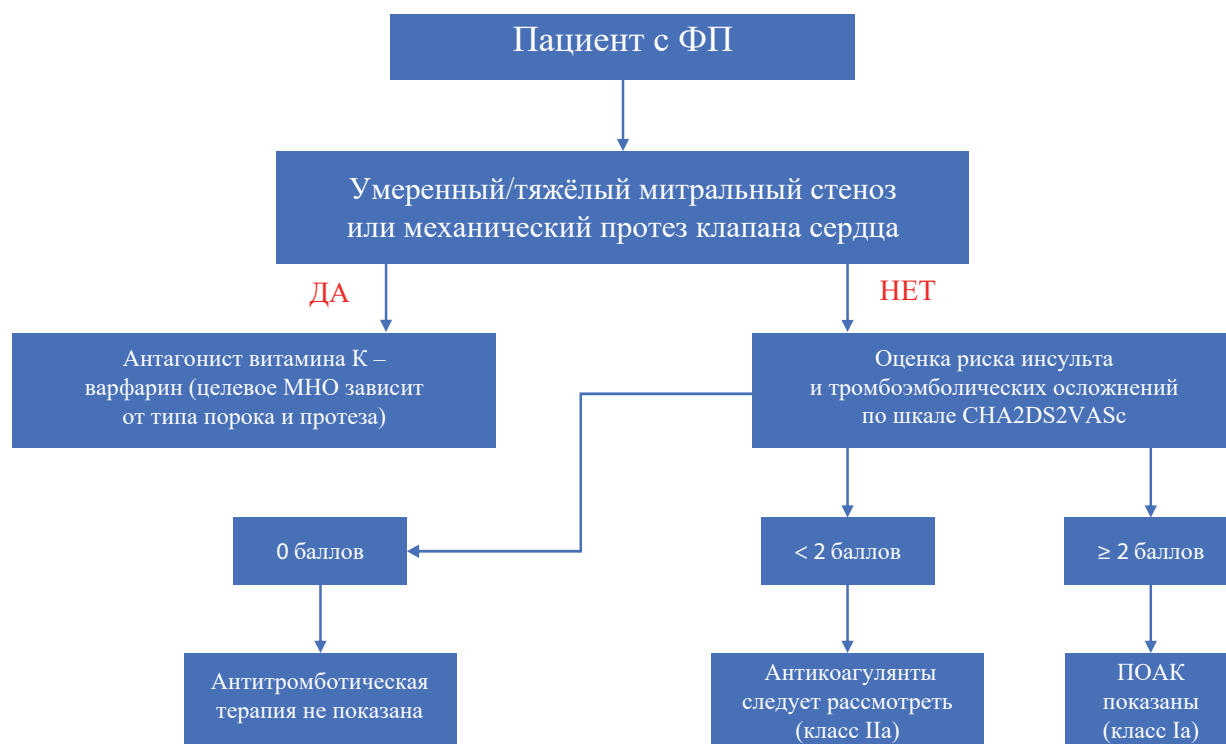 Пациент с ФП
Умеренный/тяжёлый митральный стеноз
или механический протез клапана сердца
ДА
НЕТ
Антагонист витамина К –
варфарин (целевое МНО зависит
от типа порока и протеза)
Оценка риска инсульта
и тромбоэмболических осложнений
по шкале CHA2DS2VASc
0 баллов
< 2 баллов
≥ 2 баллов
Антитромботическая
терапия не показана
Антикоагулянты
следует рассмотреть
(класс IIa)
ПОАК
показаны
(класс Ia)